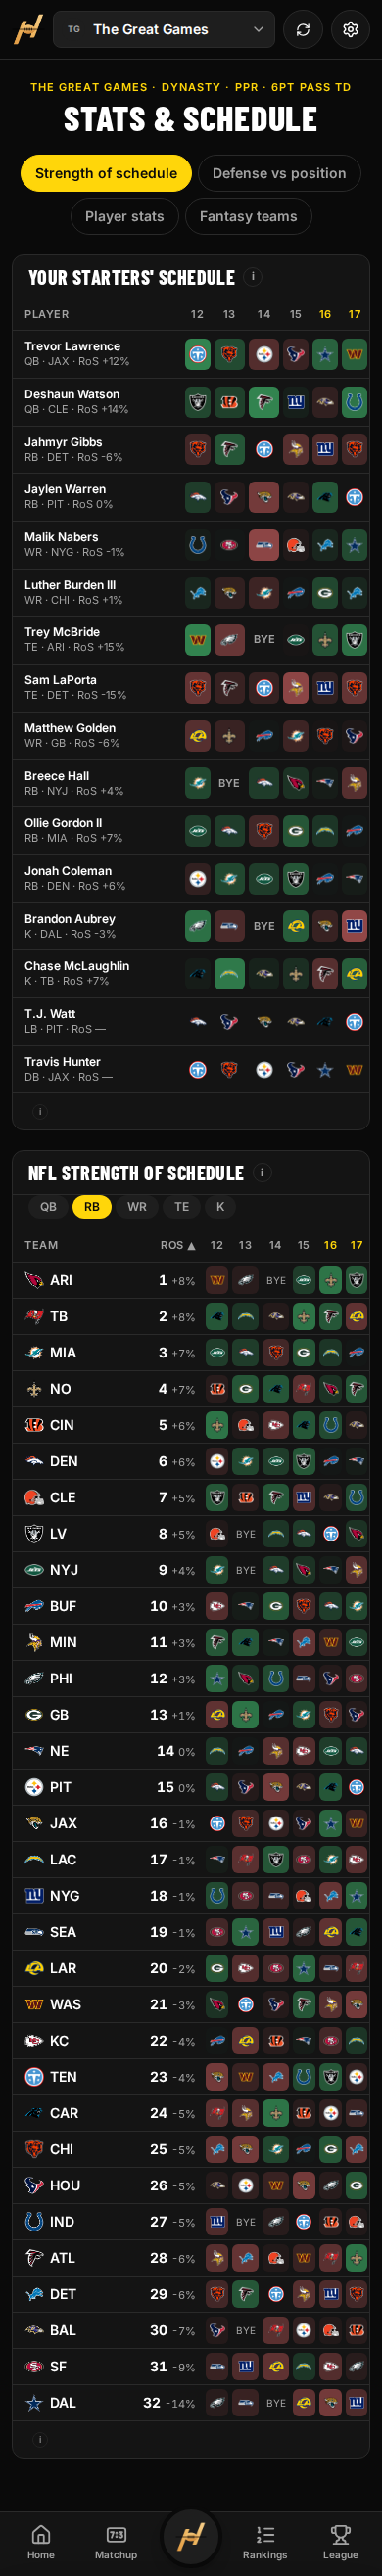 TG The Great Games
THE GREAT GAMES · DYNASTY · PPR · 6PT PASS TD
STATS & SCHEDULE
Strength of schedule
Defense vs position
Player stats
Fantasy teams
YOUR STARTERS' SCHEDULE i
PLAYER 12 13 14 15 16 17
Trevor Lawrence
QB · JAX · RoS +12%
Deshaun Watson
QB · CLE · RoS +14%
Jahmyr Gibbs
RB · DET · RoS -6%
Jaylen Warren
RB · PIT · RoS 0%
Malik Nabers
WR · NYG · RoS -1%
Luther Burden III
WR · CHI · RoS +1%
Trey McBride
TE · ARI · RoS +15%
BYE
Sam LaPorta
TE · DET · RoS -15%
Matthew Golden
WR · GB · RoS -6%
Breece Hall
RB · NYJ · RoS +4%
BYE
Ollie Gordon II
RB · MIA · RoS +7%
Jonah Coleman
RB · DEN · RoS +6%
Brandon Aubrey
K · DAL · RoS -3%
BYE
Chase McLaughlin
K · TB · RoS +7%
T.J. Watt
LB · PIT · RoS —
Travis Hunter
DB · JAX · RoS —
i
NFL STRENGTH OF SCHEDULE i
QB RB WR TE K
TEAM ROS ▲ 12 13 14 15 16 17
ARI 1 +8% BYE
TB 2 +8%
MIA 3 +7%
NO 4 +7%
CIN 5 +6%
DEN 6 +6%
CLE 7 +5%
LV 8 +5% BYE
NYJ 9 +4% BYE
BUF 10 +3%
MIN 11 +3%
PHI 12 +3%
GB 13 +1%
NE 14 0%
PIT 15 0%
JAX 16 -1%
LAC 17 -1%
NYG 18 -1%
SEA 19 -1%
LAR 20 -2%
WAS 21 -3%
KC 22 -4%
TEN 23 -4%
CAR 24 -5%
CHI 25 -5%
HOU 26 -5%
IND 27 -5% BYE
ATL 28 -6%
DET 29 -6%
BAL 30 -7% BYE
SF 31 -9%
DAL 32 -14% BYE
i
Home
Matchup
Rankings
League